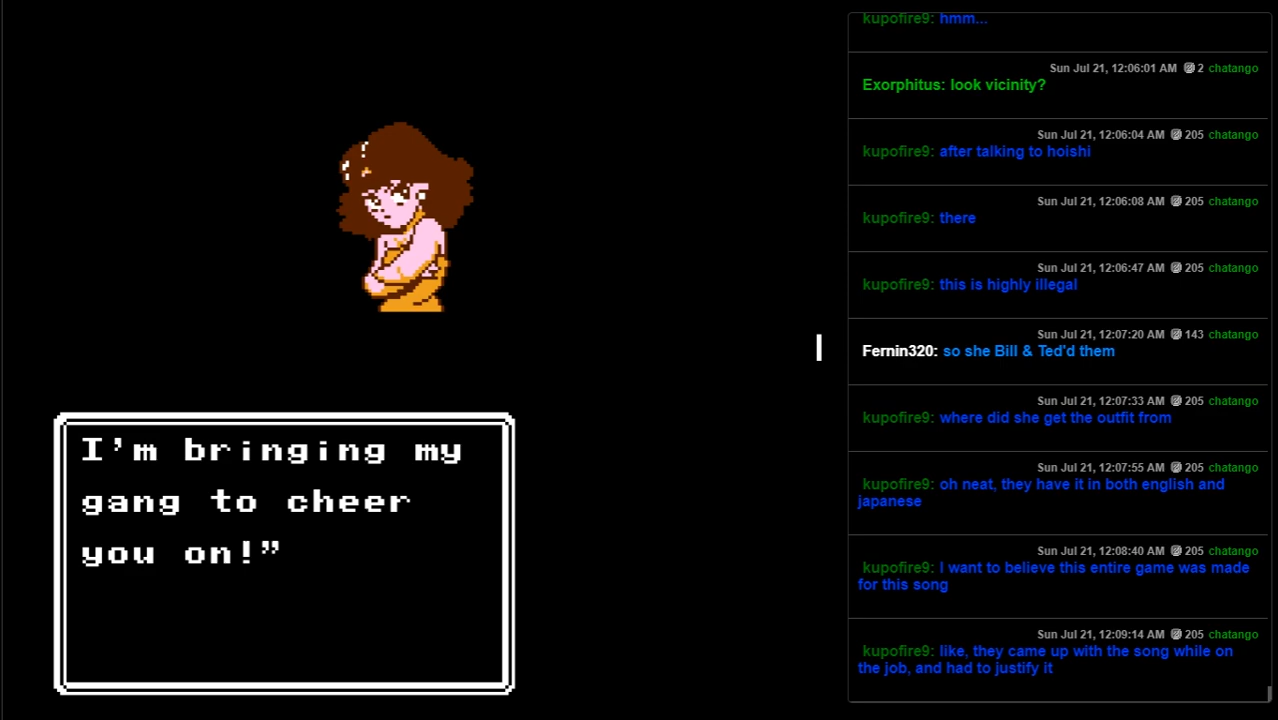 I'm bringing my
gang to cheer
you on!”
kupofire9: hmm...
Sun Jul 21, 12:06:01 AM 2 chatango
Exorphitus: look vicinity?
Sun Jul 21, 12:06:04 AM 205 chatango
kupofire9: after talking to hoishi
Sun Jul 21, 12:06:08 AM 205 chatango
kupofire9: there
Sun Jul 21, 12:06:47 AM 205 chatango
kupofire9: this is highly illegal
Sun Jul 21, 12:07:20 AM 143 chatango
Fernin320: so she Bill & Ted'd them
Sun Jul 21, 12:07:33 AM 205 chatango
kupofire9: where did she get the outfit from
Sun Jul 21, 12:07:55 AM 205 chatango
kupofire9: oh neat, they have it in both english and
japanese
Sun Jul 21, 12:08:40 AM 205 chatango
kupofire9: I want to believe this entire game was made
for this song
Sun Jul 21, 12:09:14 AM 205 chatango
kupofire9: like, they came up with the song while on
the job, and had to justify it